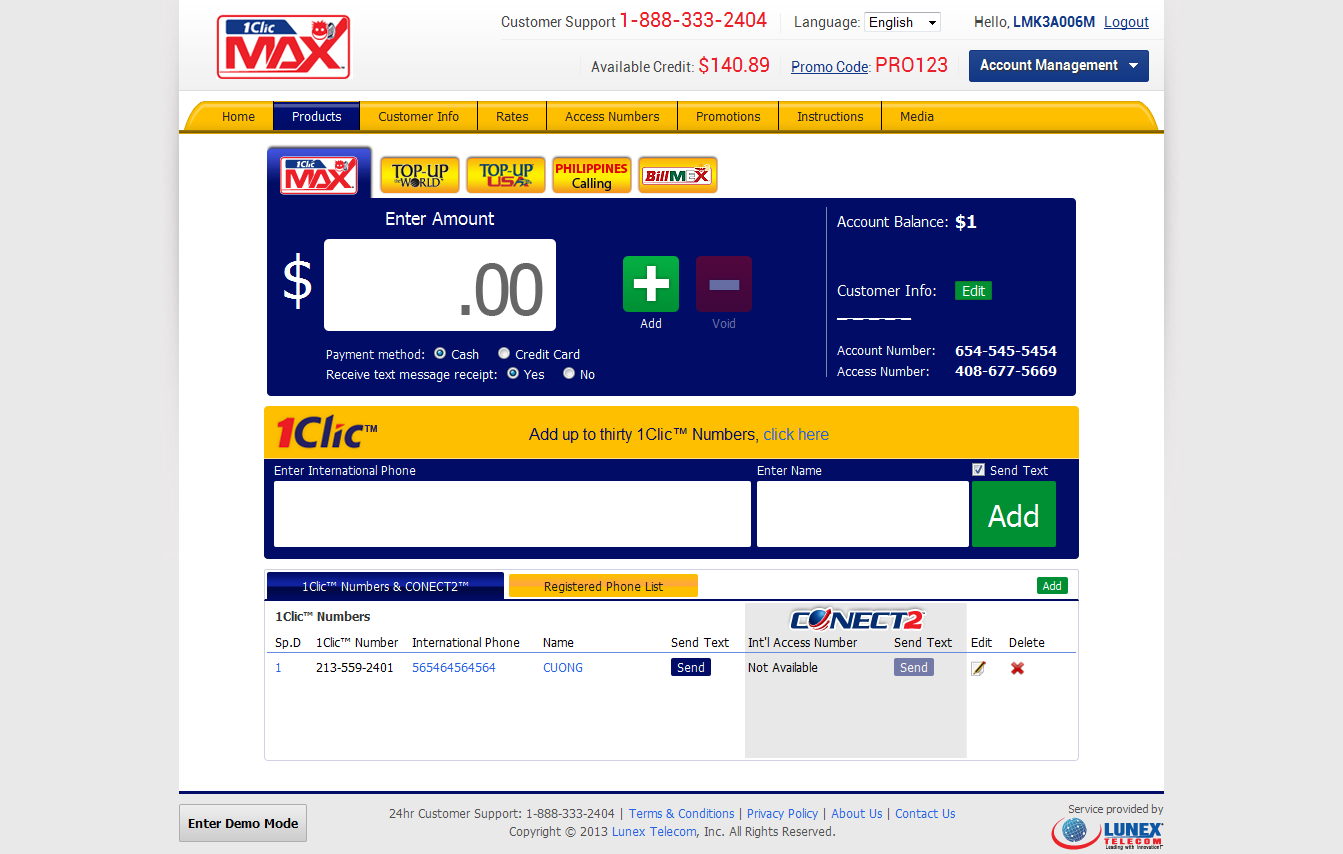 1Clic
MAX
Customer Support 1-888-333-2404
Language: English
Hello, LMK3A006M Logout
Available Credit: $140.89
Promo Code: PRO123
Account Management
Home Products Customer Info Rates Access Numbers Promotions Instructions Media
1Clic MAX TOP-UP the WORLD TOP-UP USA PHILIPPINES Calling BillMEX
Enter Amount
$ .00
Add Void
Payment method: Cash Credit Card
Receive text message receipt: Yes No
Account Balance: $1
Customer Info: Edit
_ _ _ _ _
Account Number: 654-545-5454
Access Number: 408-677-5669
1Clic™ Add up to thirty 1Clic™ Numbers, click here
Enter International Phone Enter Name Send Text
Add
1Clic™ Numbers & CONECT2™ Registered Phone List Add
1Clic™ Numbers CONECT2
Sp.D 1Clic™ Number International Phone Name Send Text Int'l Access Number Send Text Edit Delete
1 213-559-2401 565464564564 CUONG Send Not Available Send
Enter Demo Mode
24hr Customer Support: 1-888-333-2404 | Terms & Conditions | Privacy Policy | About Us | Contact Us
Copyright © 2013 Lunex Telecom, Inc. All Rights Reserved.
Service provided by
LUNEX
TELECOM
Leading with innovation!